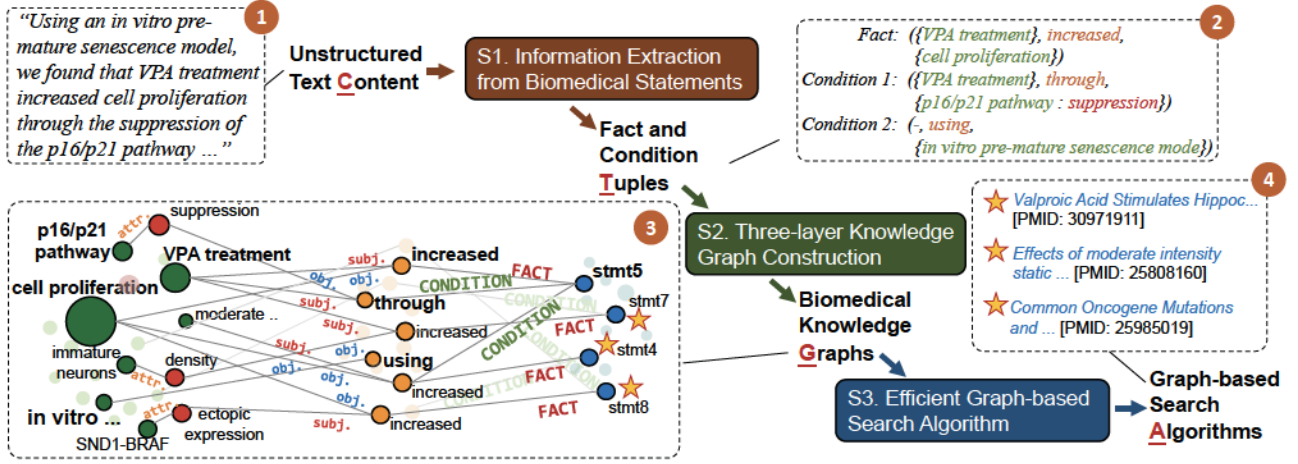 1
“Using an in vitro pre-
mature senescence model,
we found that VPA treatment
increased cell proliferation
through the suppression of
the p16/p21 pathway ...”
Unstructured
Text Content
S1. Information Extraction
from Biomedical Statements
Fact and
Condition
Tuples
2
Fact: ({VPA treatment}, increased,
{cell proliferation})
Condition 1: ({VPA treatment}, through,
{p16/p21 pathway : suppression})
Condition 2: (-, using,
{in vitro pre-mature senescence mode})
S2. Three-layer Knowledge
Graph Construction
Biomedical
Knowledge
Graphs
S3. Efficient Graph-based
Search Algorithm
Graph-based
Search
Algorithms
4
Valproic Acid Stimulates Hippoc...
[PMID: 30971911]
Effects of moderate intensity
static ... [PMID: 25808160]
Common Oncogene Mutations
and ... [PMID: 25985019]
3
p16/p21
pathway
attr.
suppression
VPA treatment
cell proliferation
moderate ..
immature
neurons
attr.
density
in vitro ...
attr.
SND1-BRAF
ectopic
expression
subj.
obj.
obj.
subj.
subj.
subj.
obj.
obj.
obj.
subj.
increased
through
increased
using
increased
increased
FACT
CONDITION
CONDITION
FACT
FACT
FACT
CONDITION
CONDITION
CONDITION
stmt5
stmt7
stmt4
stmt8